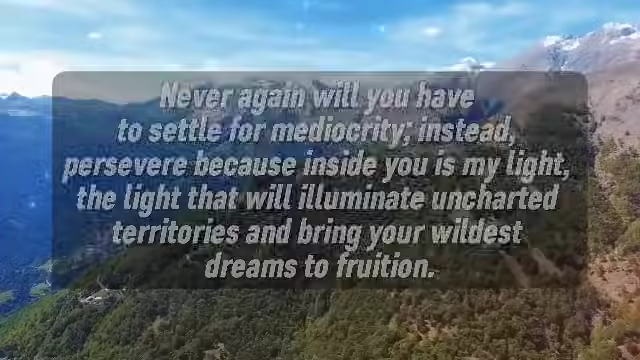 Never again will you have
to settle for mediocrity; instead,
persevere because inside you is my light,
the light that will illuminate uncharted
territories and bring your wildest
dreams to fruition.